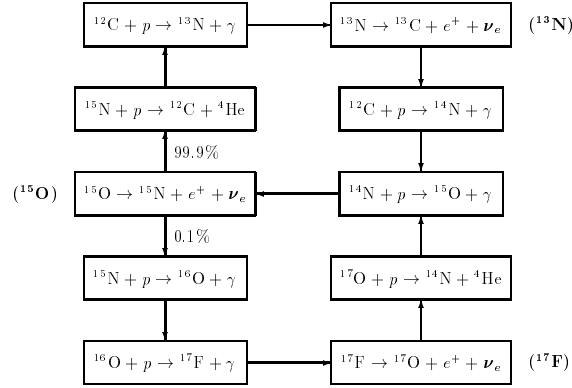 ¹²C + p → ¹³N + γ
¹³N → ¹³C + e⁺ + νₑ (¹³N)
¹⁵N + p → ¹²C + ⁴He
¹²C + p → ¹⁴N + γ
99.9%
(¹⁵O) ¹⁵O → ¹⁵N + e⁺ + νₑ
¹⁴N + p → ¹⁵O + γ
0.1%
¹⁵N + p → ¹⁶O + γ
¹⁷O + p → ¹⁴N + ⁴He
¹⁶O + p → ¹⁷F + γ
¹⁷F → ¹⁷O + e⁺ + νₑ (¹⁷F)